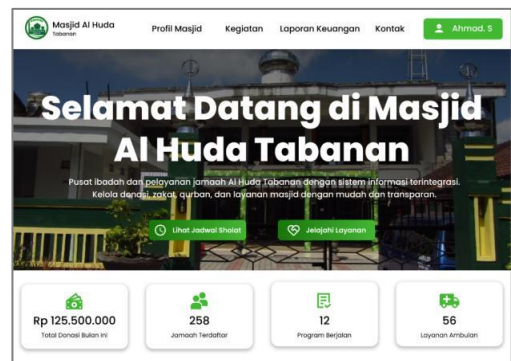 Masjid Al Huda
Tabanan
Profil Masjid
Kegiatan
Laporan Keuangan
Kontak
Ahmad. S
Selamat Datang di Masjid
Al Huda Tabanan
Pusat ibadah dan pelayanan jamaah Al Huda Tabanan dengan sistem informasi terintegrasi.
Kelola donasi, zakat, qurban, dan layanan masjid dengan mudah dan transparan.
Lihat Jadwal Sholat
Jelajahi Layanan
Rp 125.500.000
Total Donasi Bulan Ini
258
Jamaah Terdaftar
12
Program Berjalan
56
Layanan Ambulan